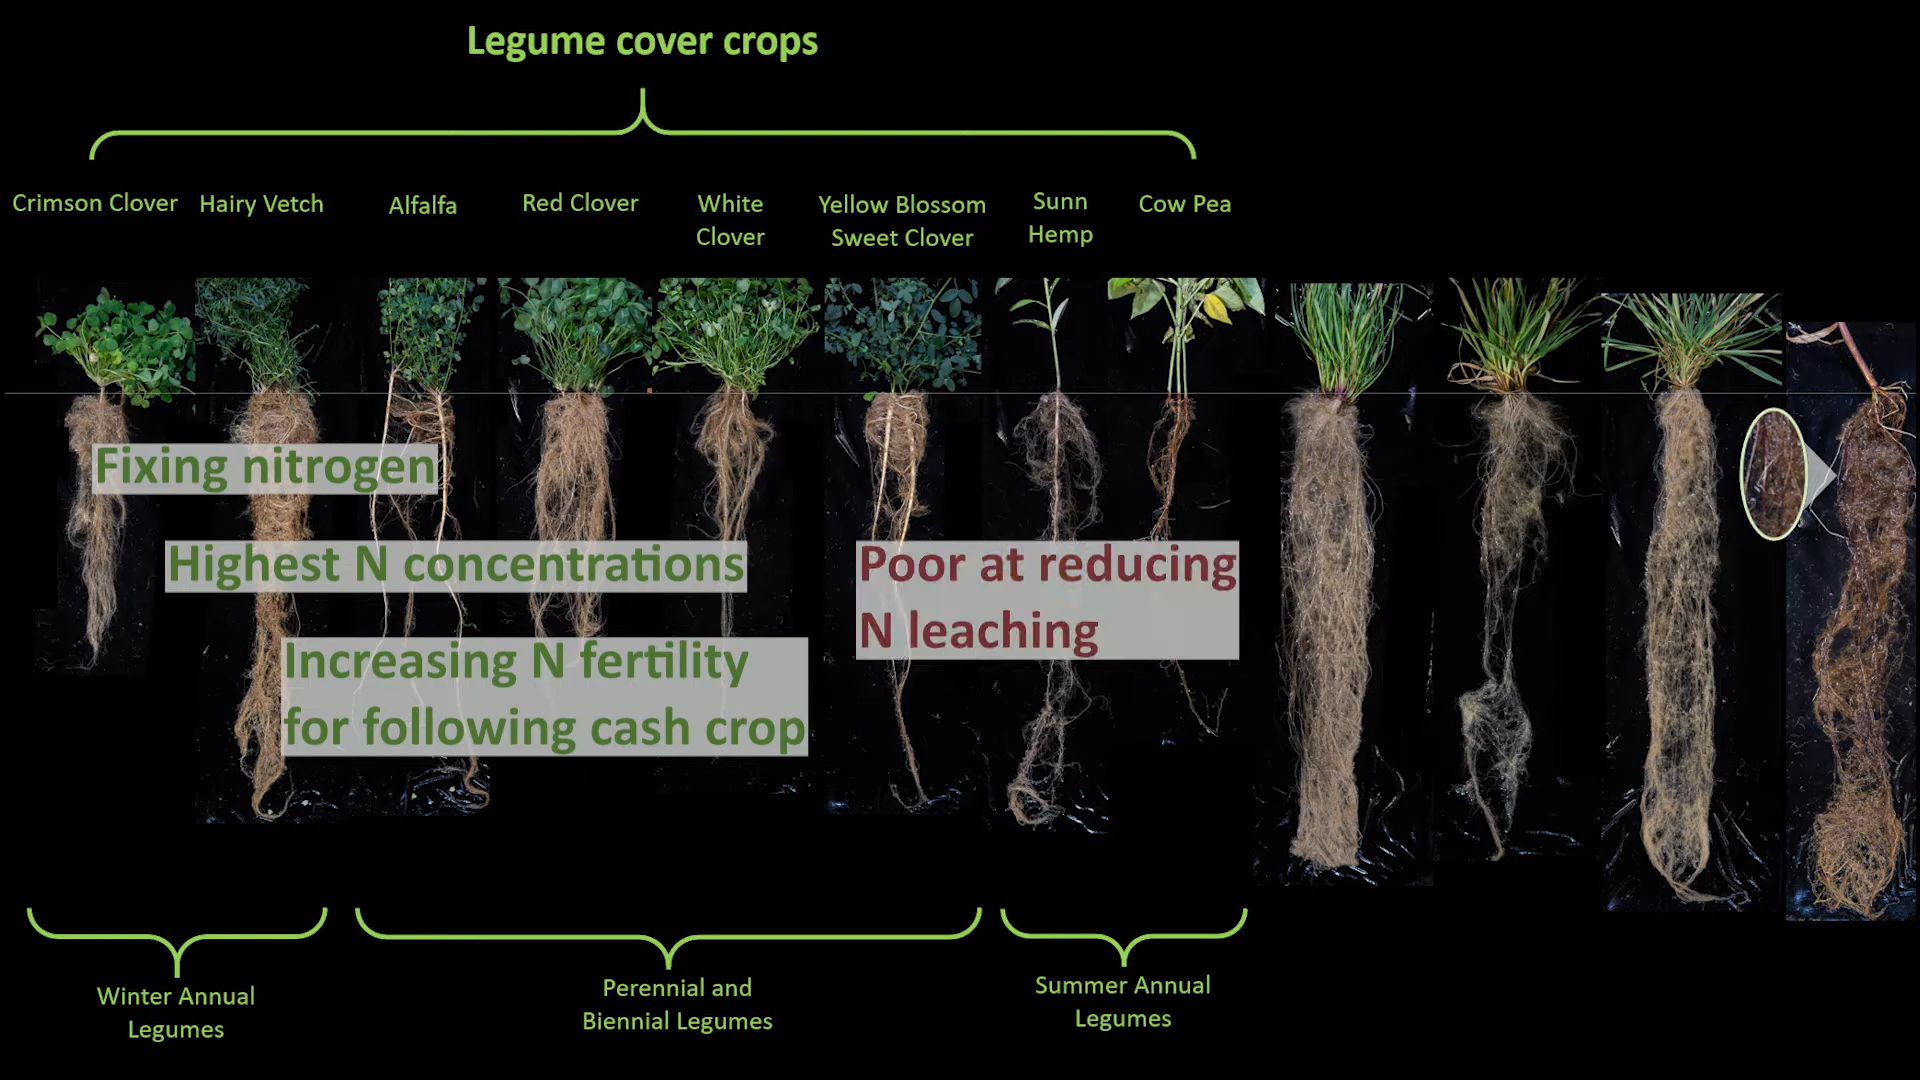 Legume cover crops
Crimson Clover
Hairy Vetch
Alfalfa
Red Clover
White
Clover
Yellow Blossom
Sweet Clover
Sunn
Hemp
Cow Pea
Fixing nitrogen
Highest N concentrations
Increasing N fertility
for following cash crop
Poor at reducing
N leaching
Winter Annual
Legumes
Perennial and
Biennial Legumes
Summer Annual
Legumes